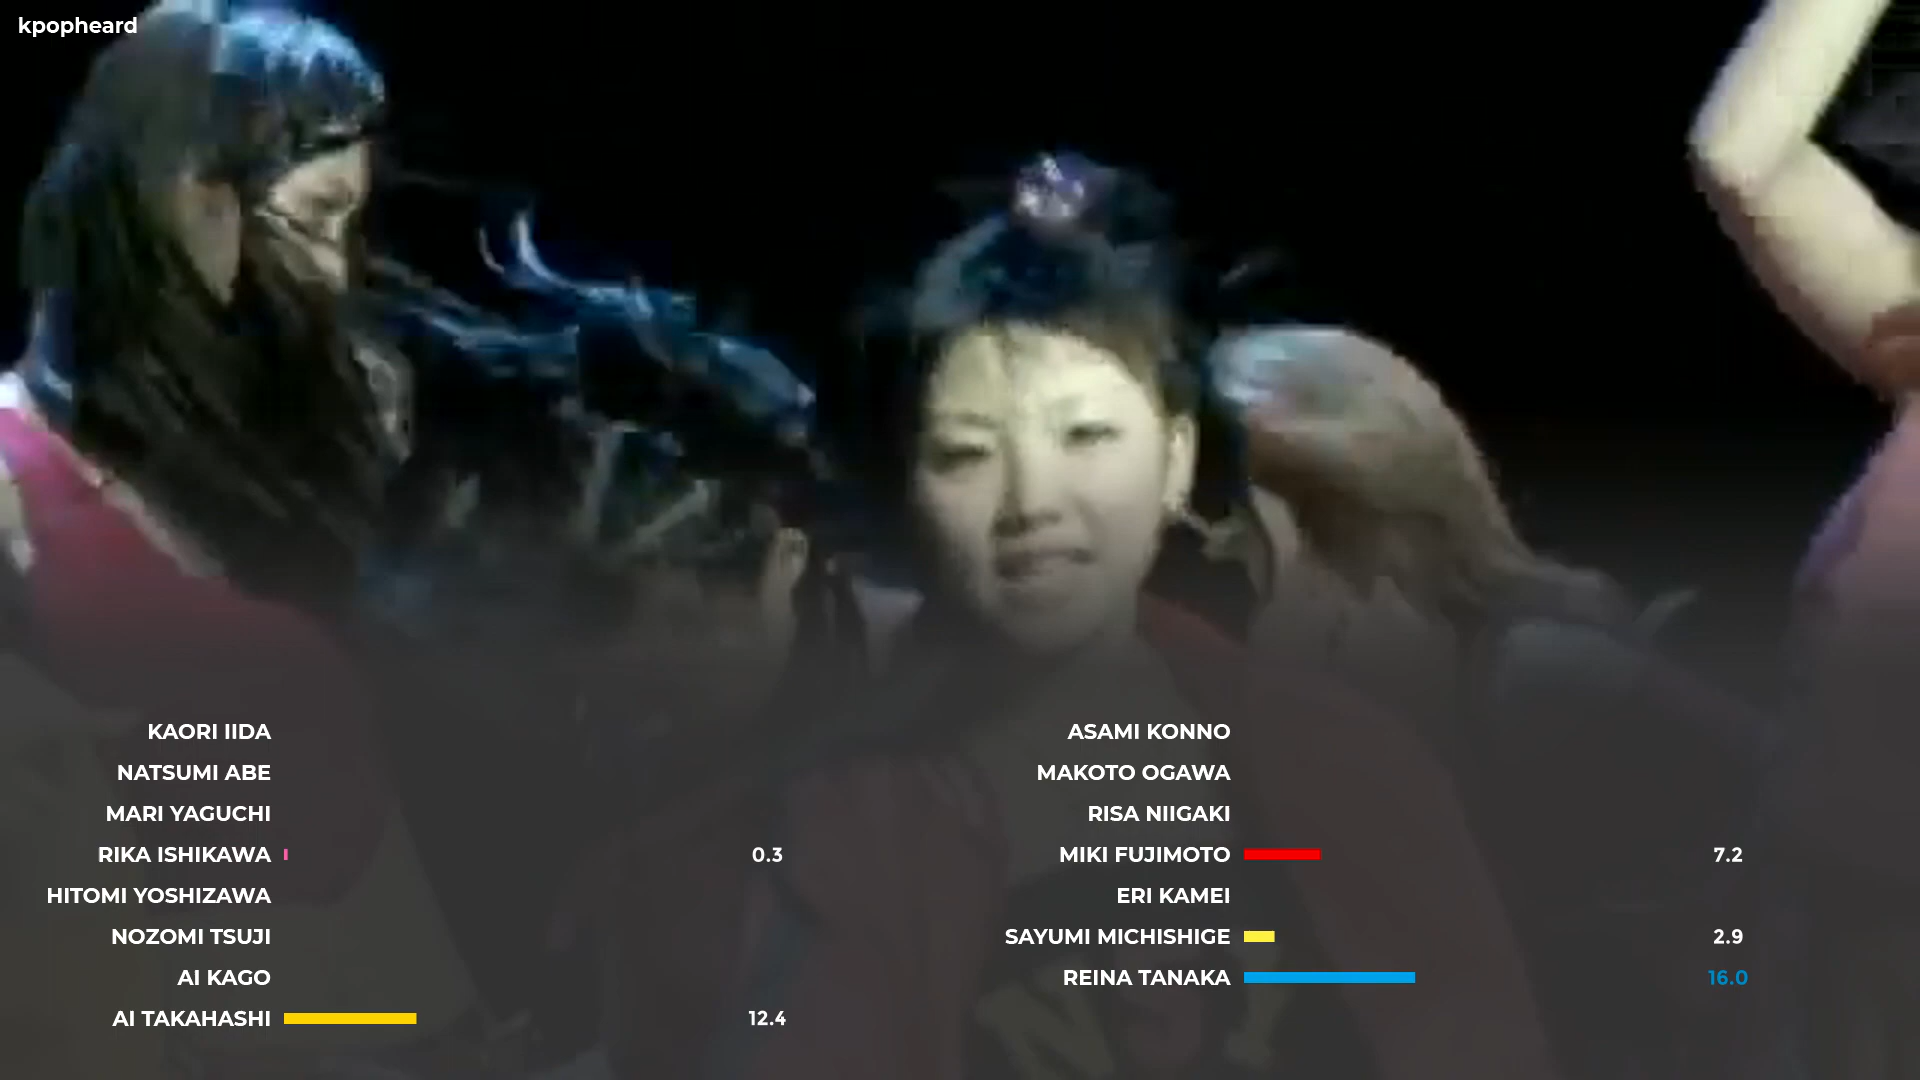 kpopheard
KAORI IIDA
NATSUMI ABE
MARI YAGUCHI
RIKA ISHIKAWA 0.3
HITOMI YOSHIZAWA
NOZOMI TSUJI
AI KAGO
AI TAKAHASHI 12.4
ASAMI KONNO
MAKOTO OGAWA
RISA NIIGAKI
MIKI FUJIMOTO 7.2
ERI KAMEI
SAYUMI MICHISHIGE 2.9
REINA TANAKA 16.0